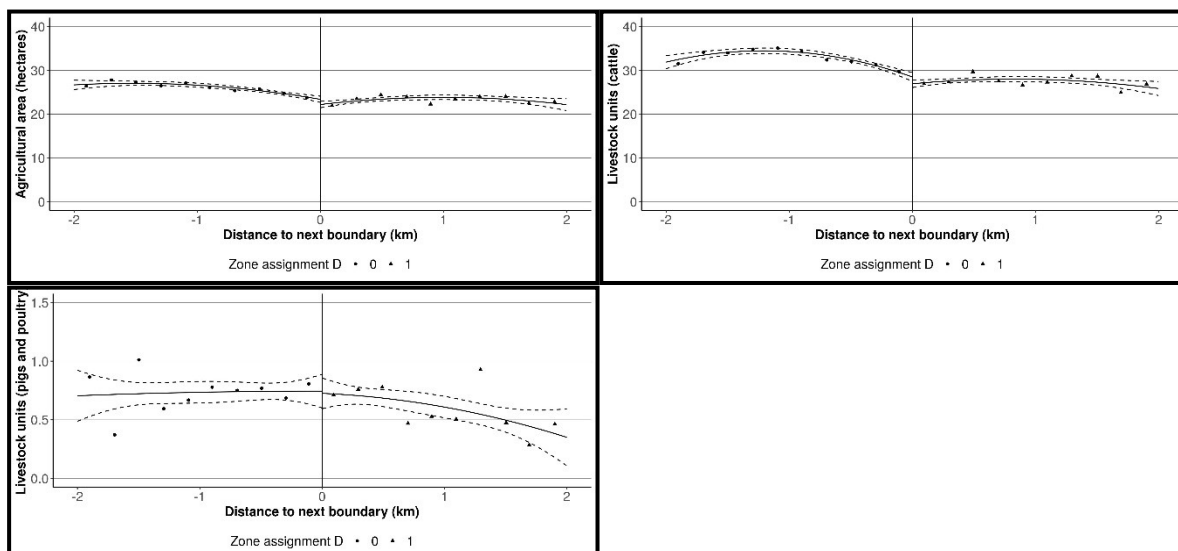 Agricultural area (hectares)
40
30
20
10
0
-2 -1 0 1 2
Distance to next boundary (km)
Zone assignment D 0 1
Livestock units (cattle)
40
30
20
10
0
-2 -1 0 1 2
Distance to next boundary (km)
Zone assignment D 0 1
Livestock units (pigs and poultry
1.5
1.0
0.5
0.0
-2 -1 0 1 2
Distance to next boundary (km)
Zone assignment D 0 1